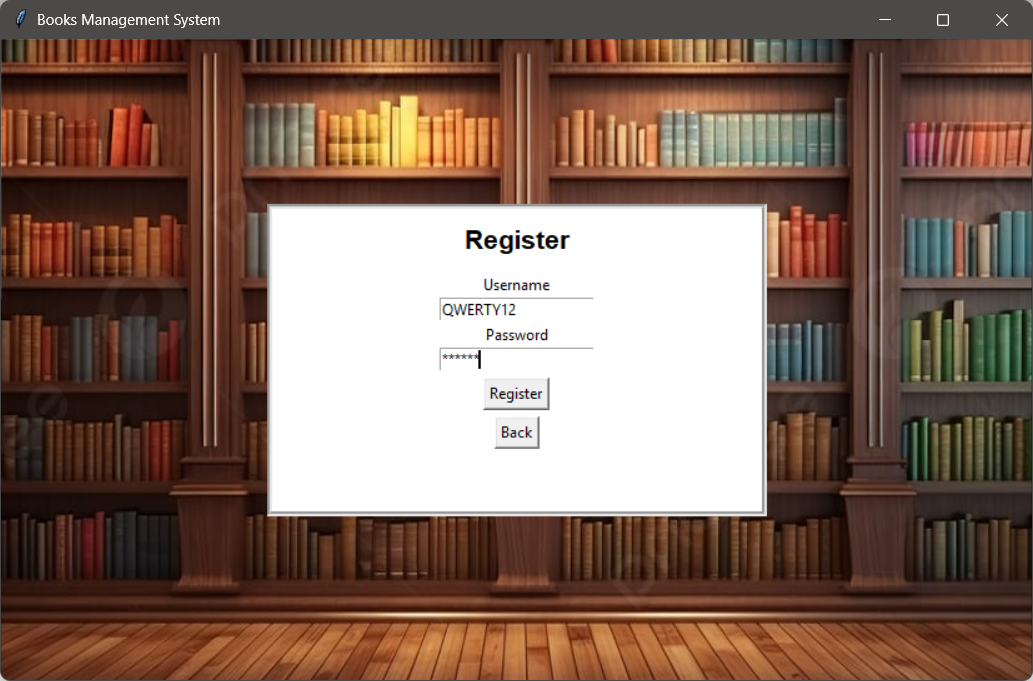 Books Management System
Register
Username
QWERTY12
Password
******
Register
Back